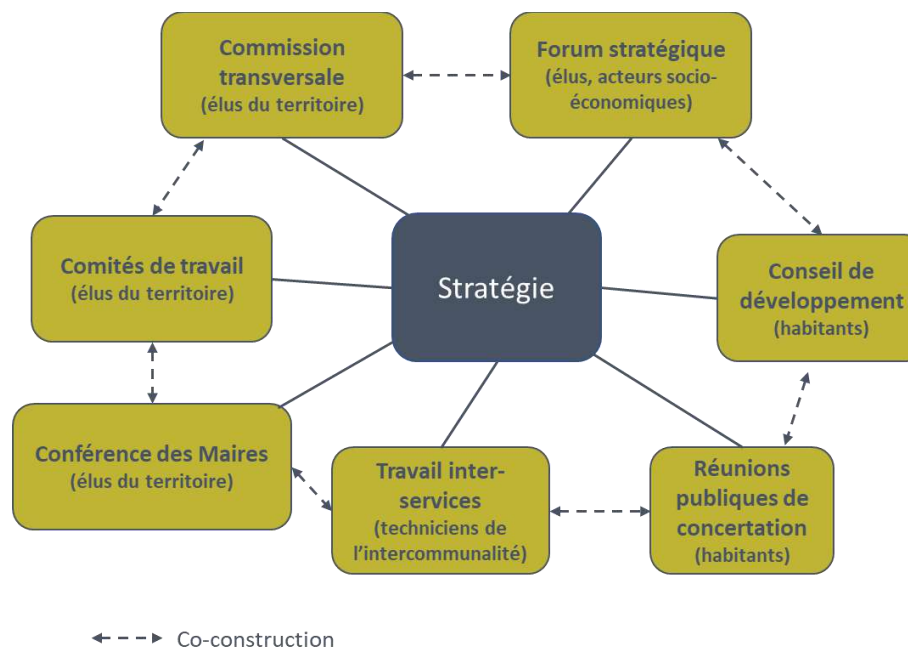 Commission
transversale
(élus du territoire)
Forum stratégique
(élus, acteurs socio-
économiques)
Comités de travail
(élus du territoire)
Stratégie
Conseil de
développement
(habitants)
Conférence des Maires
(élus du territoire)
Travail inter-
services
(techniciens de
l'intercommunalité)
Réunions
publiques de
concertation
(habitants)
Co-construction